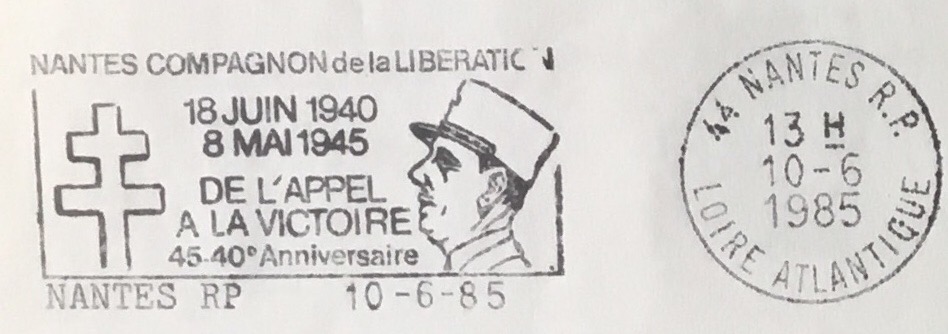 NANTES COMPAGNON de la LIBERATION
18 JUIN 1940
8 MAI 1945
DE L'APPEL
A LA VICTOIRE
45-40° Anniversaire
NANTES RP 10-6-85
44 NANTES R.P.
13 H
10-6
1985
LOIRE ATLANTIQUE